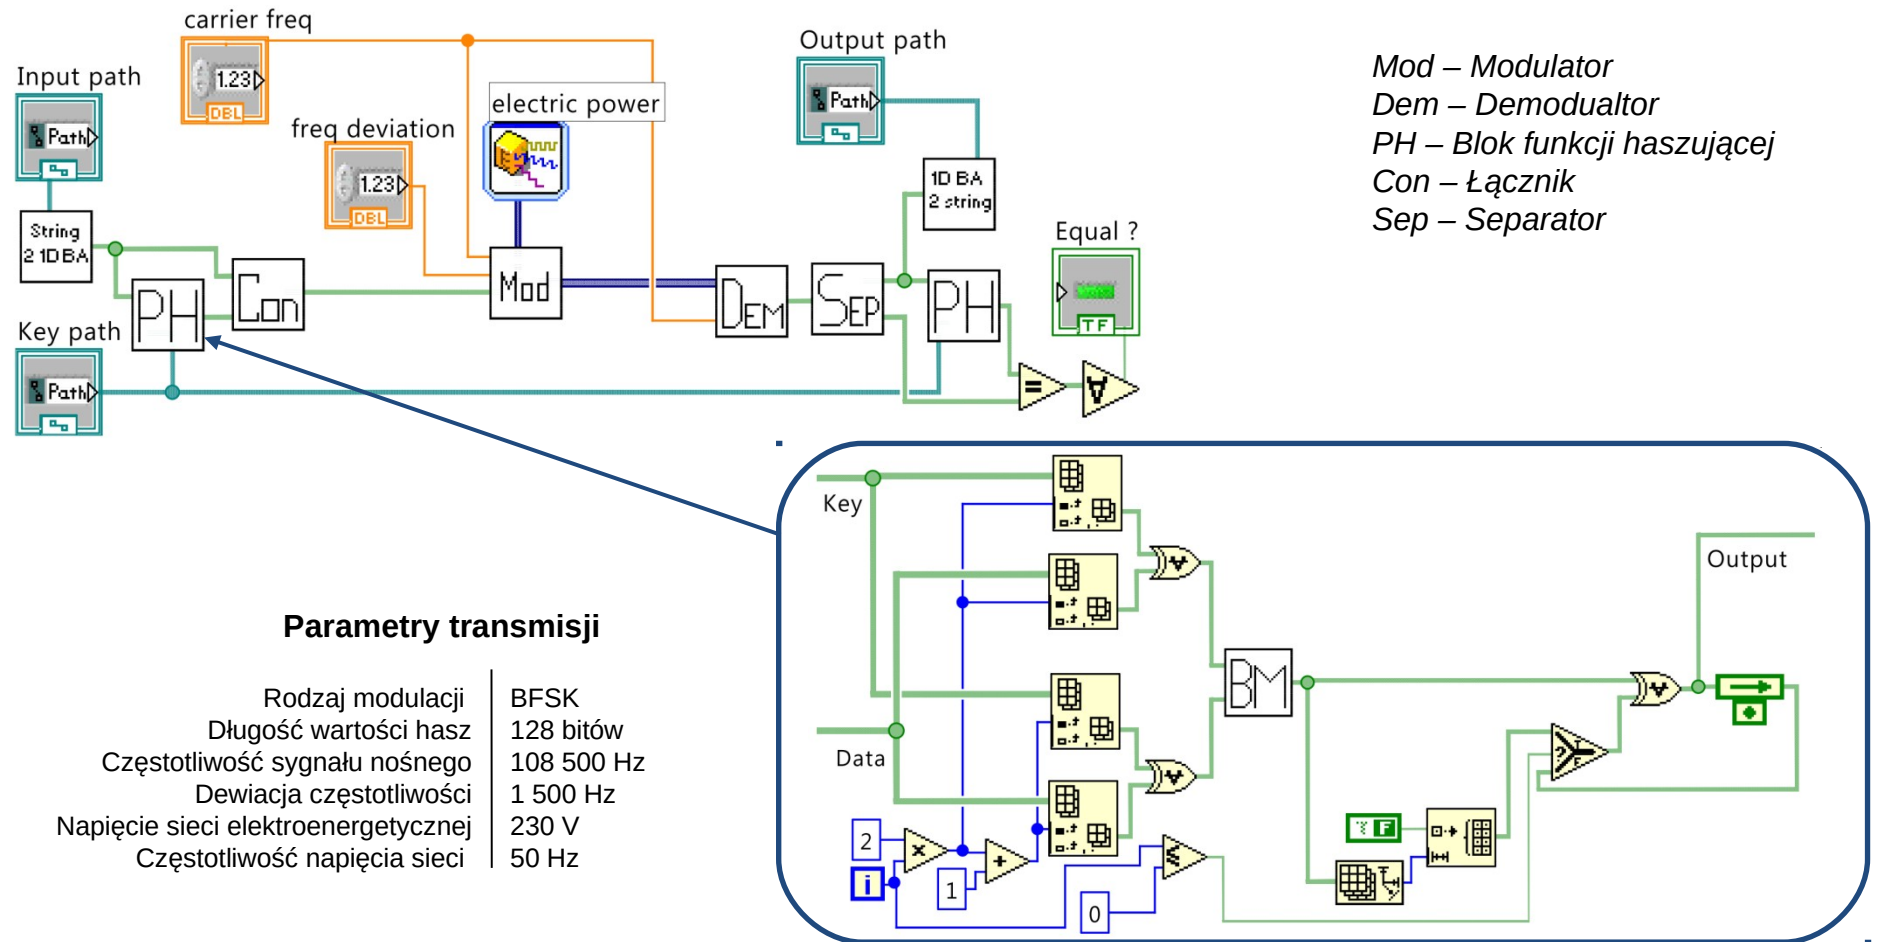 carrier freq
Input path
Path
1.23
DBL
freq deviation
1.23
DBL
electric power
Output path
Path
String
2 1D BA
PH
Con
Mod
DEM
SEP
PH
1D BA
2 string
Equal ?
TF
Key path
Path
=
Mod – Modulator
Dem – Demodualtor
PH – Blok funkcji haszującej
Con – Łącznik
Sep – Separator
Parametry transmisji
Rodzaj modulacji BFSK
Długość wartości hasz 128 bitów
Częstotliwość sygnału nośnego 108 500 Hz
Dewiacja częstotliwości 1 500 Hz
Napięcie sieci elektroenergetycznej 230 V
Częstotliwość napięcia sieci 50 Hz
Key
Data
BM
Output
2
x
i
+
1
0
≤
?
T
F
T F